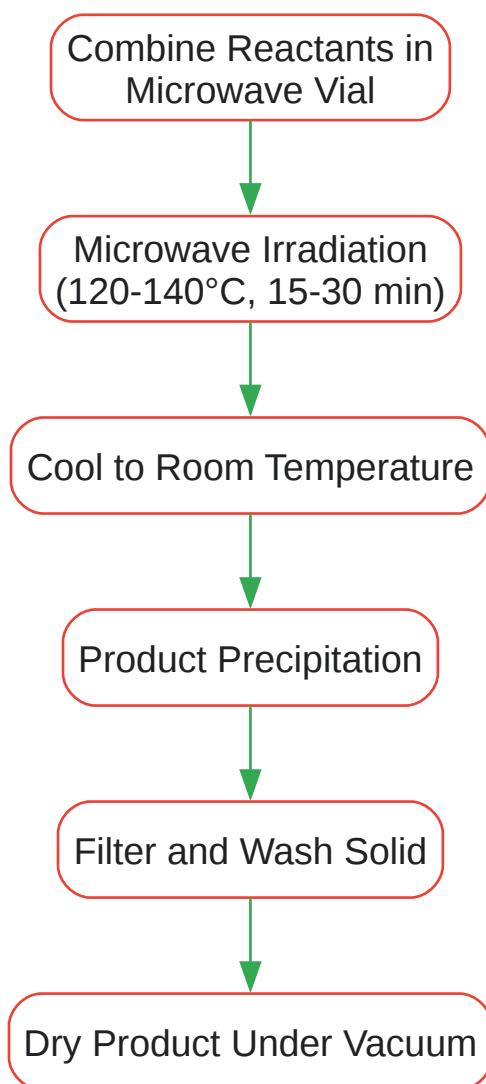 Combine Reactants in
Microwave Vial
Microwave Irradiation
(120-140°C, 15-30 min)
Cool to Room Temperature
Product Precipitation
Filter and Wash Solid
Dry Product Under Vacuum